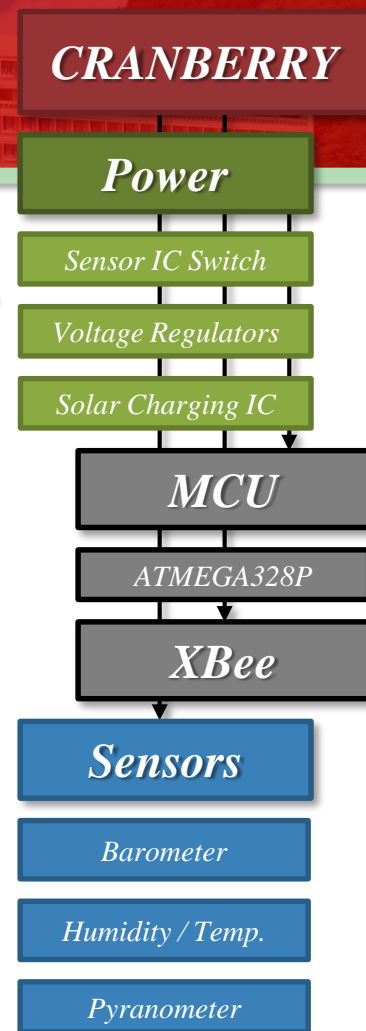 CRANBERRY
Power
Sensor IC Switch
Voltage Regulators
Solar Charging IC
MCU
ATMEGA328P
XBee
Sensors
Barometer
Humidity / Temp.
Pyranometer